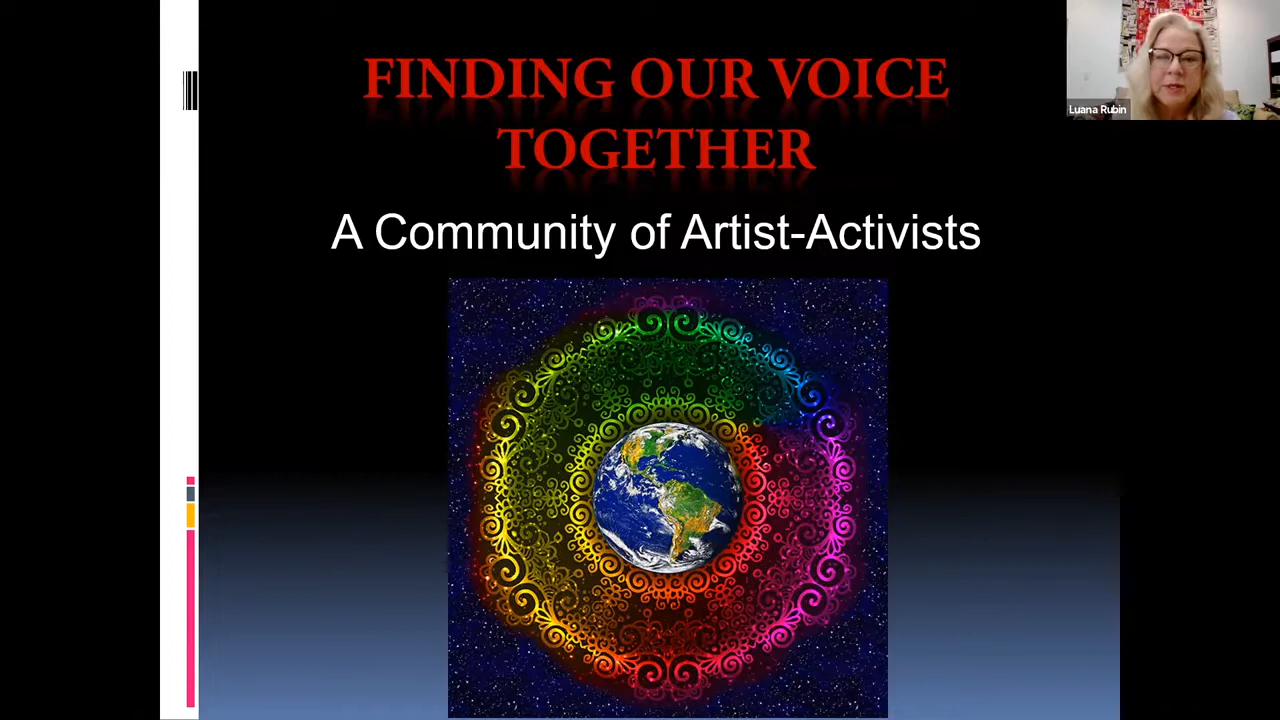 FINDING OUR VOICE
TOGETHER
A Community of Artist-Activists
Luana Rubin